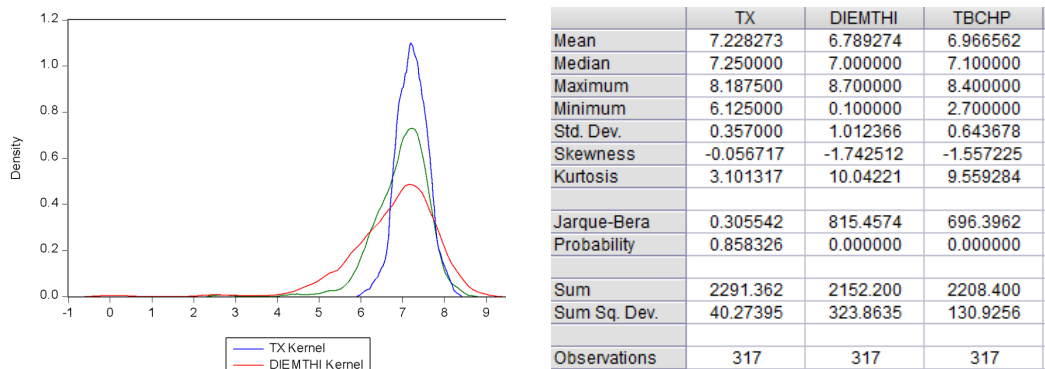 1.2
1.0
0.8
0.6
0.4
0.2
0.0
Density
-1 0 1 2 3 4 5 6 7 8 9
TX Kernel
DIEMTHI Kernel
TX DIEMTHI TBCHP
Mean 7.228273 6.789274 6.966562
Median 7.250000 7.000000 7.100000
Maximum 8.187500 8.700000 8.400000
Minimum 6.125000 0.100000 2.700000
Std. Dev. 0.357000 1.012366 0.643678
Skewness -0.056717 -1.742512 -1.557225
Kurtosis 3.101317 10.04221 9.559284
Jarque-Bera 0.305542 815.4574 696.3962
Probability 0.858326 0.000000 0.000000
Sum 2291.362 2152.200 2208.400
Sum Sq. Dev. 40.27395 323.8635 130.9256
Observations 317 317 317